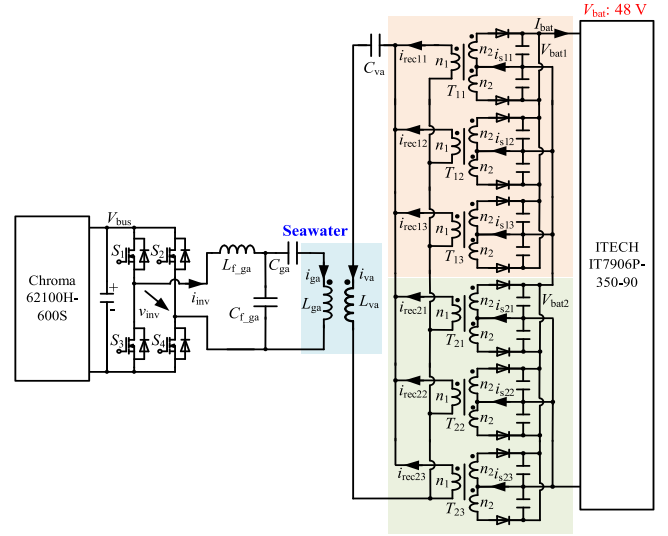 V_bat: 48 V
I_bat
V_bat1
C_va
i_rec11
n_1
n_2
i_s11
n_2
T_11
i_rec12
n_1
n_2
i_s12
n_2
T_12
i_rec13
n_1
n_2
i_s13
n_2
T_13
Chroma
62100H-
600S
V_bus
+
-
S_1
S_2
S_3
S_4
v_inv
i_inv
L_f_ga
C_ga
C_f_ga
Seawater
i_ga
i_va
L_ga
L_va
ITECH
IT7906P-
350-90
V_bat2
i_rec21
n_1
n_2
i_s21
n_2
T_21
i_rec22
n_1
n_2
i_s22
n_2
T_22
i_rec23
n_1
n_2
i_s23
n_2
T_23